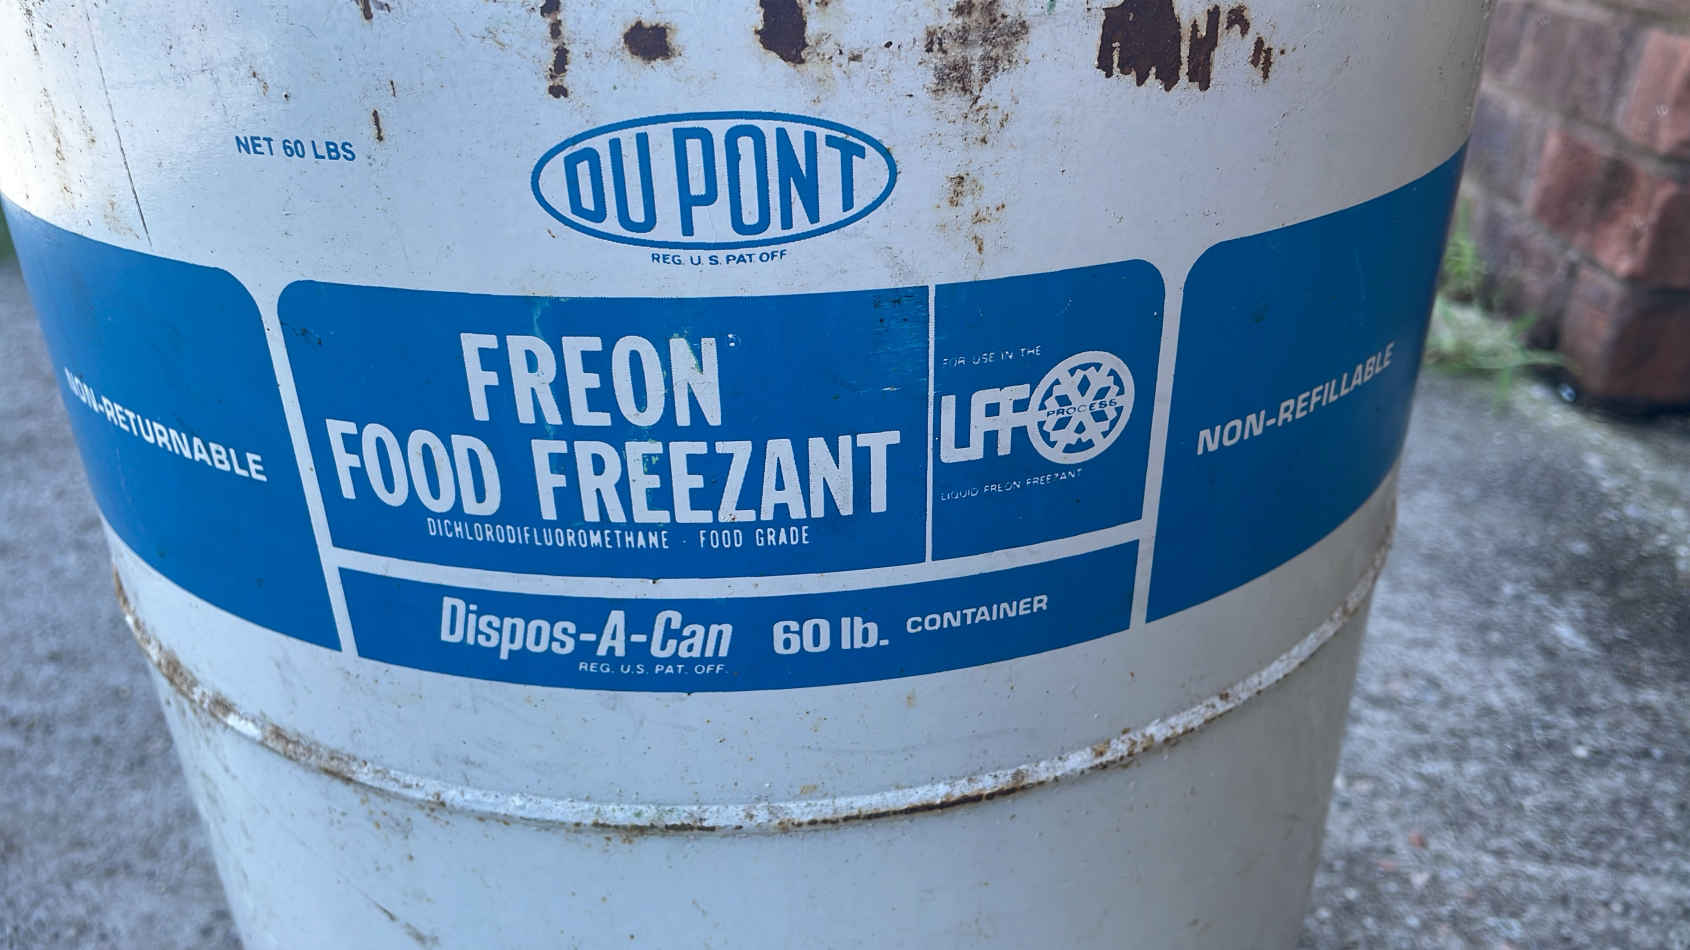 NET 60 LBS
DU PONT
REG. U.S. PAT. OFF
NON-RETURNABLE
FREON
FOOD FREEZANT
DICHLORODIFLUOROMETHANE · FOOD GRADE
FOR USE IN THE
LFF
PROCESS
LIQUID FREON FREEZANT
NON-REFILLABLE
Dispos-A-Can 60 lb. CONTAINER
REG. U.S. PAT. OFF.